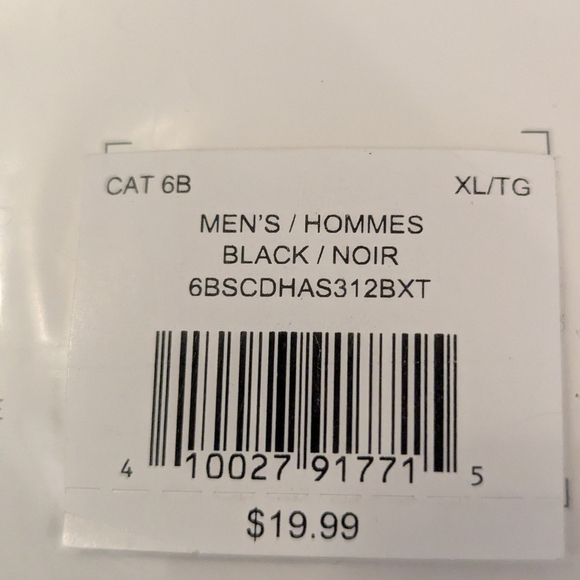 CAT 6B XL/TG
MEN'S / HOMMES
BLACK / NOIR
6BSCDHAS312BXT
4 10027 91771 5
$19.99